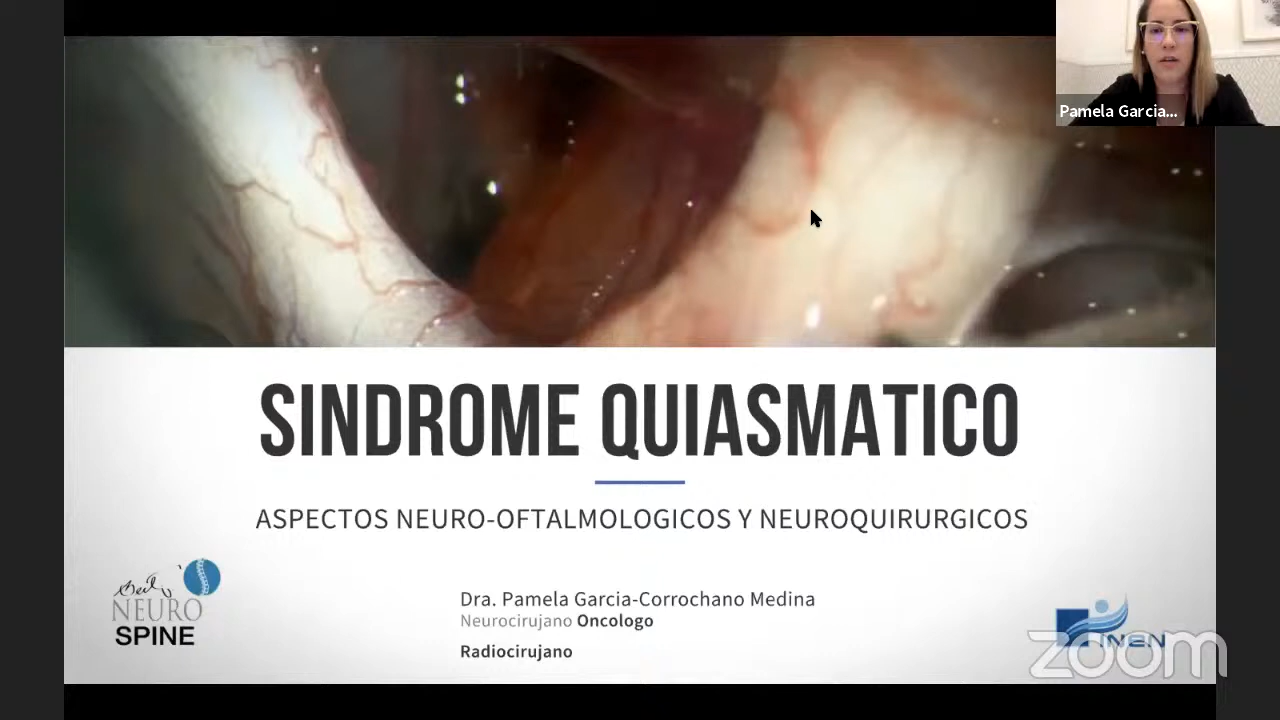 Pamela Garcia...
SINDROME QUIASMATICO
ASPECTOS NEURO-OFTALMOLOGICOS Y NEUROQUIRURGICOS
Dra. Pamela Garcia-Corrochano Medina
Neurocirujano Oncologo
Radiocirujano
NEURO
SPINE
INEN
zoom